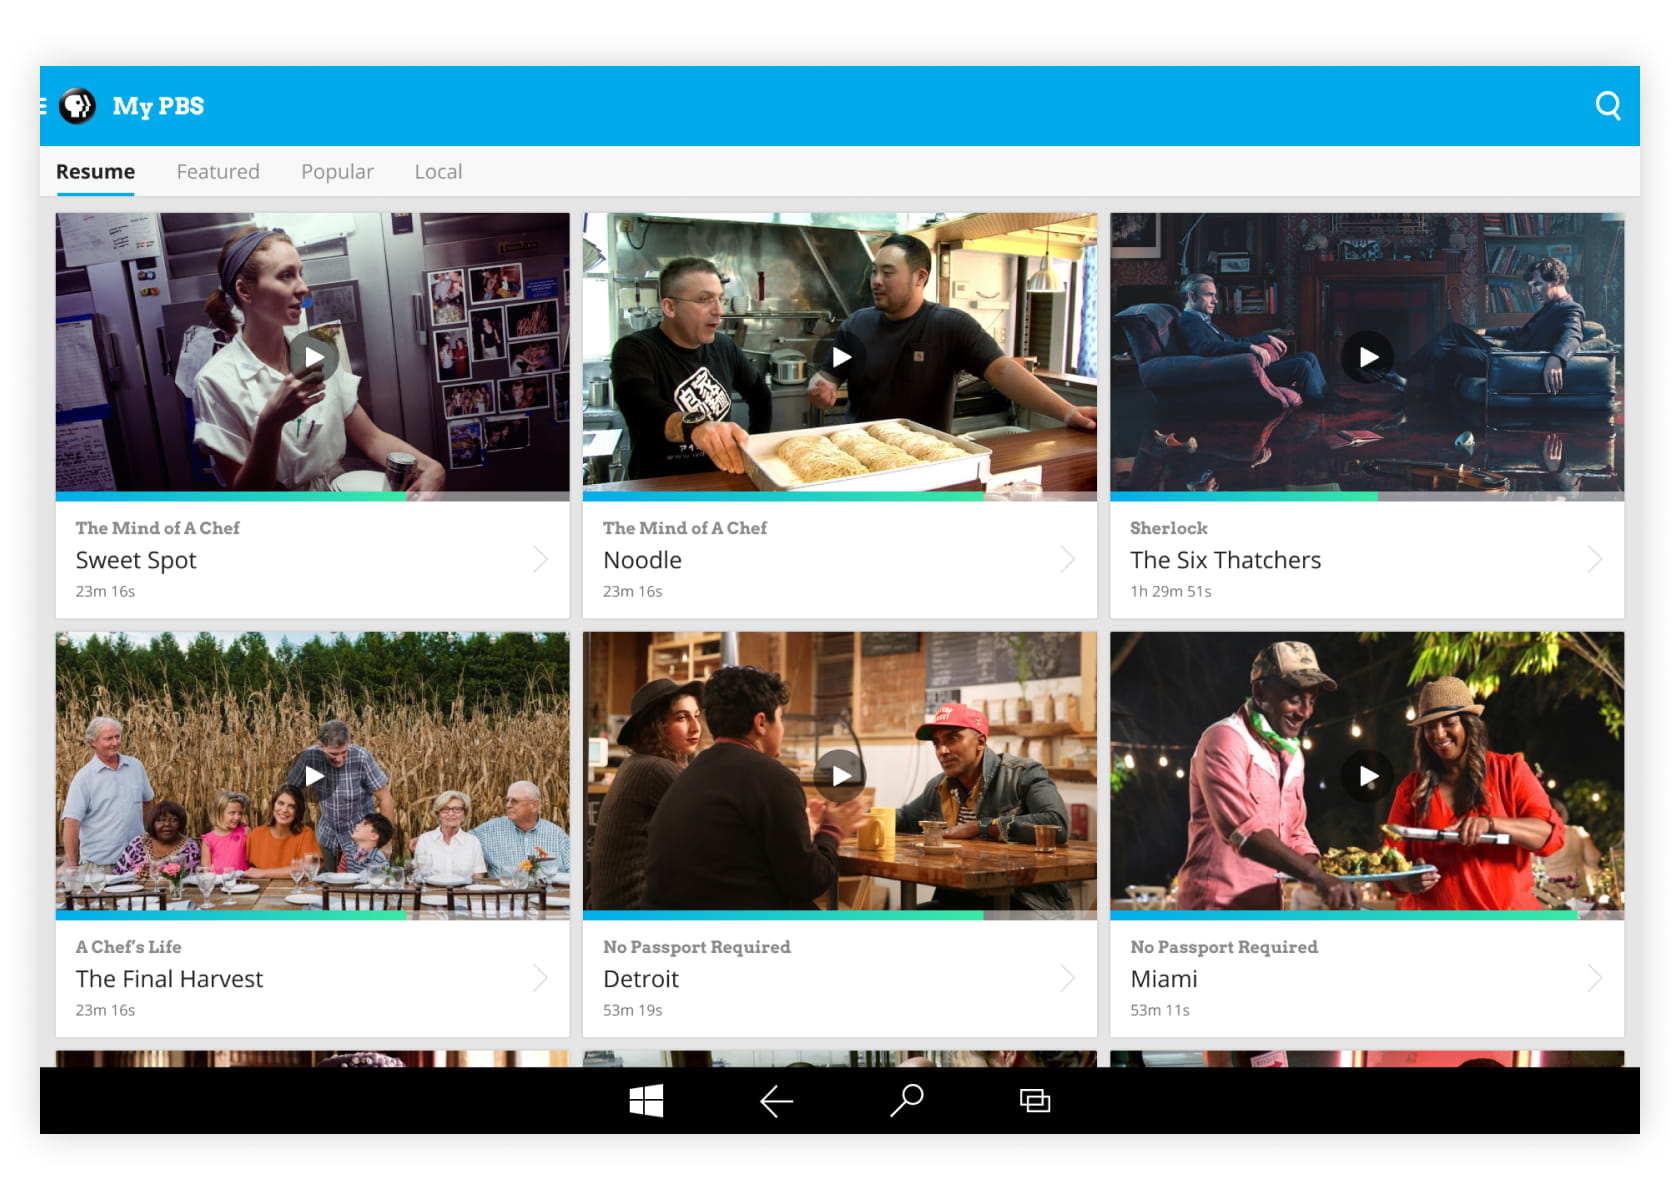 My PBS
Resume Featured Popular Local
The Mind of A Chef
Sweet Spot
23m 16s
The Mind of A Chef
Noodle
23m 16s
Sherlock
The Six Thatchers
1h 29m 51s
A Chef's Life
The Final Harvest
23m 16s
No Passport Required
Detroit
53m 19s
No Passport Required
Miami
53m 11s